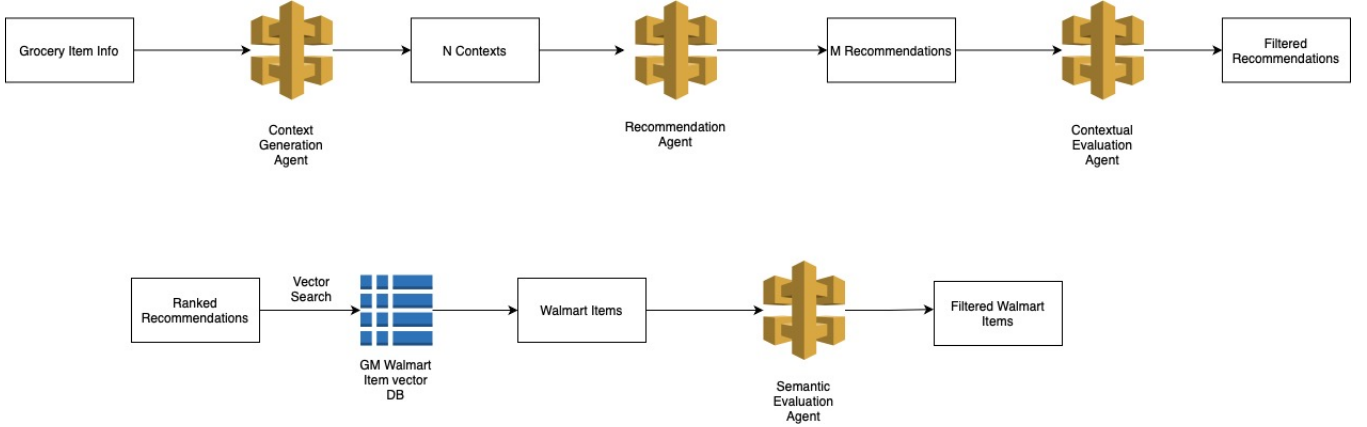 Grocery Item Info
N Contexts
M Recommendations
Filtered
Recommendations
Context
Generation
Agent
Recommendation
Agent
Contextual
Evaluation
Agent
Ranked
Recommendations
Vector
Search
Walmart Items
Filtered Walmart
Items
GM Walmart
Item vector
DB
Semantic
Evaluation
Agent